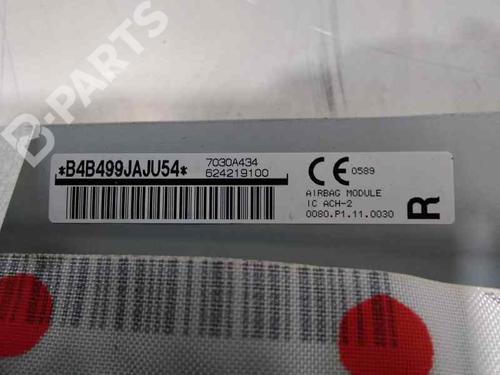 B-PARTS
*B4B499JAJU54*
7030A434
624219100
CE 0589
AIRBAG MODULE
IC ACH-2
0080.P1.11.0030
R